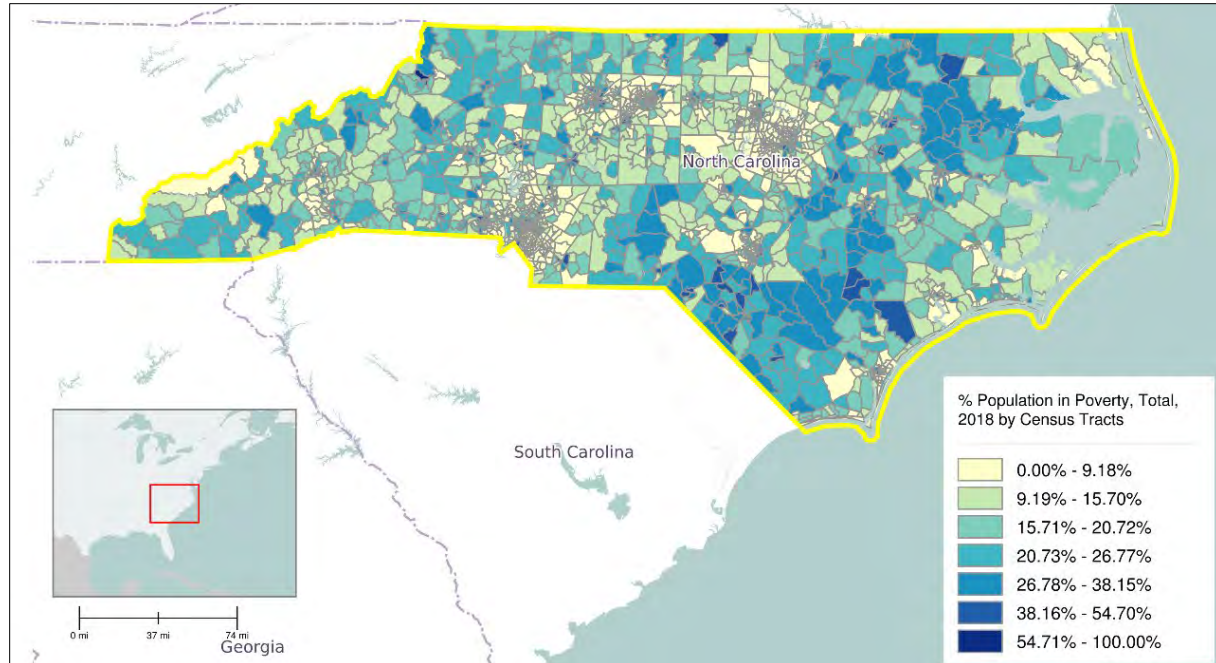 North Carolina
South Carolina
Georgia
0 mi 37 mi 74 mi
% Population in Poverty, Total,
2018 by Census Tracts
0.00% - 9.18%
9.19% - 15.70%
15.71% - 20.72%
20.73% - 26.77%
26.78% - 38.15%
38.16% - 54.70%
54.71% - 100.00%